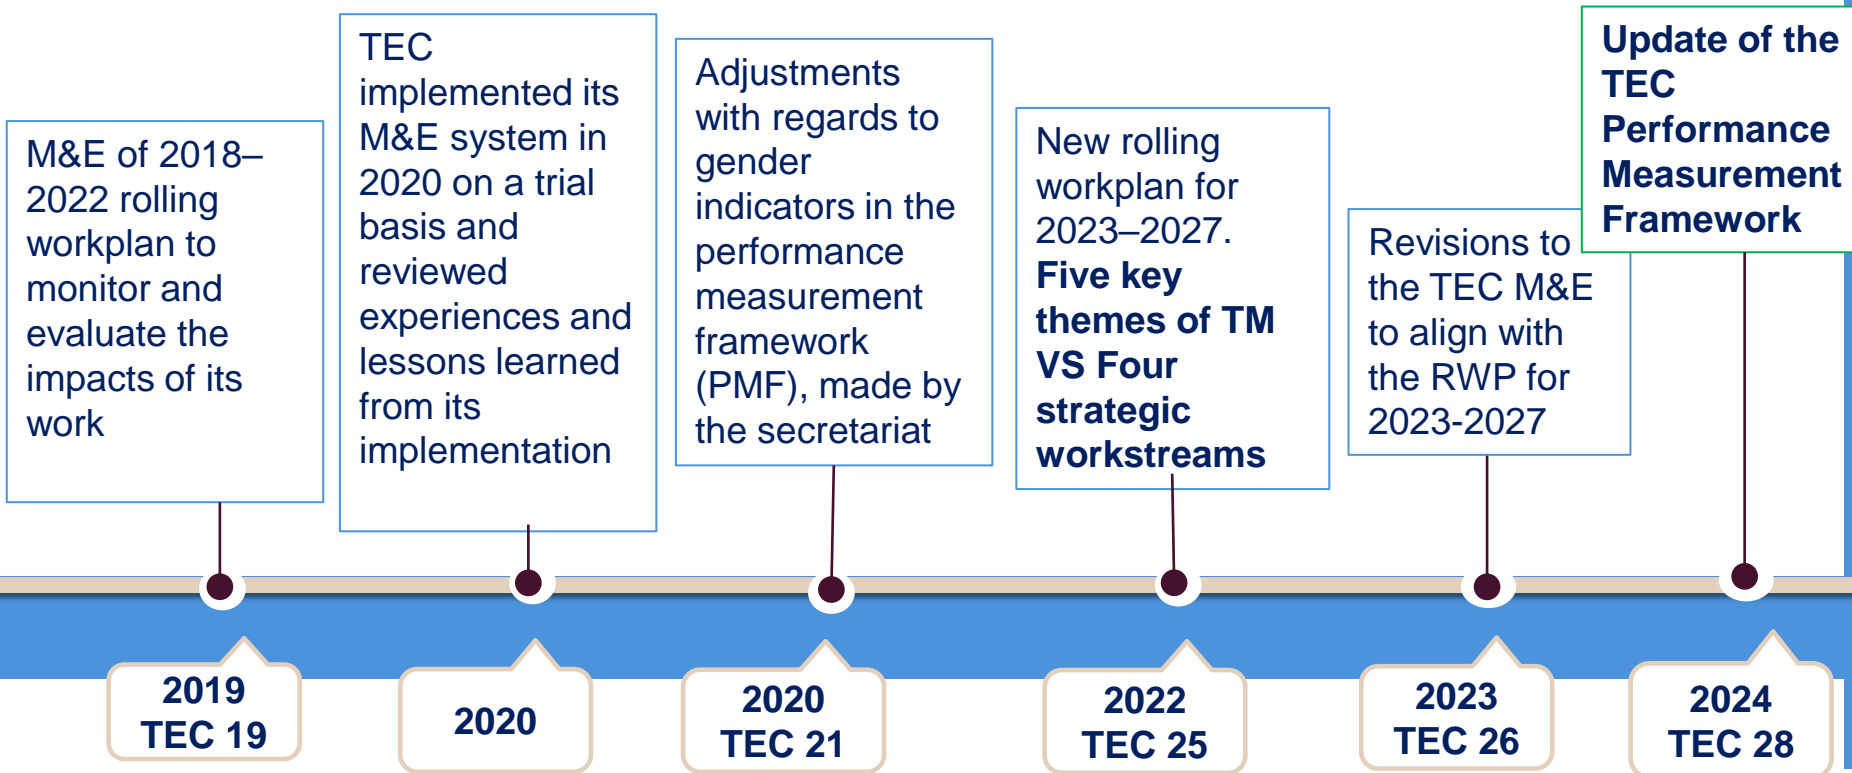 M&E of 2018–
2022 rolling
workplan to
monitor and
evaluate the
impacts of its
work
TEC
implemented its
M&E system in
2020 on a trial
basis and
reviewed
experiences and
lessons learned
from its
implementation
Adjustments
with regards to
gender
indicators in the
performance
measurement
framework
(PMF), made by
the secretariat
New rolling
workplan for
2023–2027.
Five key
themes of TM
VS Four
strategic
workstreams
Revisions to
the TEC M&E
to align with
the RWP for
2023-2027
Update of the
TEC
Performance
Measurement
Framework
2019
TEC 19
2020
2020
TEC 21
2022
TEC 25
2023
TEC 26
2024
TEC 28